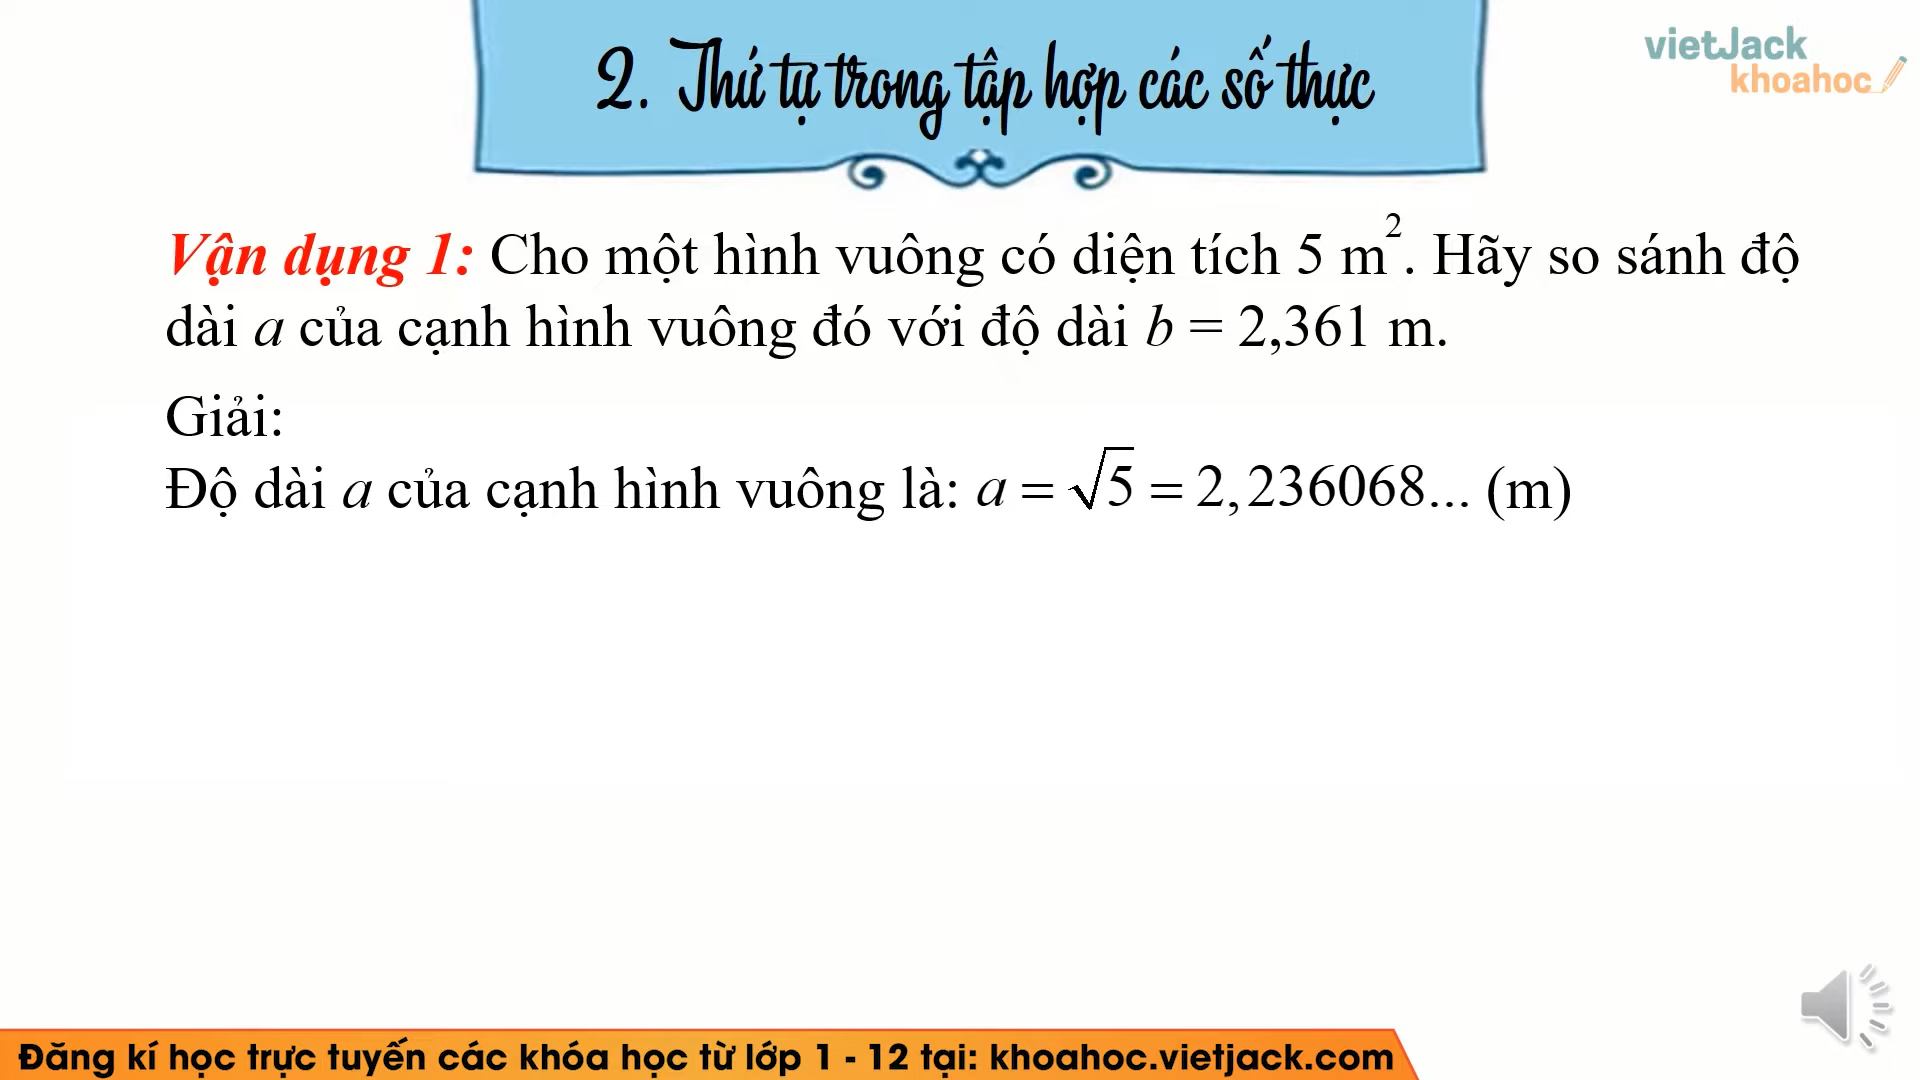 2. Thứ tự trong tập hợp các số thực
vietJack
khoahoc
Vận dụng 1: Cho một hình vuông có diện tích 5 m². Hãy so sánh độ
dài a của cạnh hình vuông đó với độ dài b = 2,361 m.
Giải:
Độ dài a của cạnh hình vuông là: a = √5 = 2,236068... (m)
Đăng kí học trực tuyến các khóa học từ lớp 1 - 12 tại: khoahoc.vietjack.com